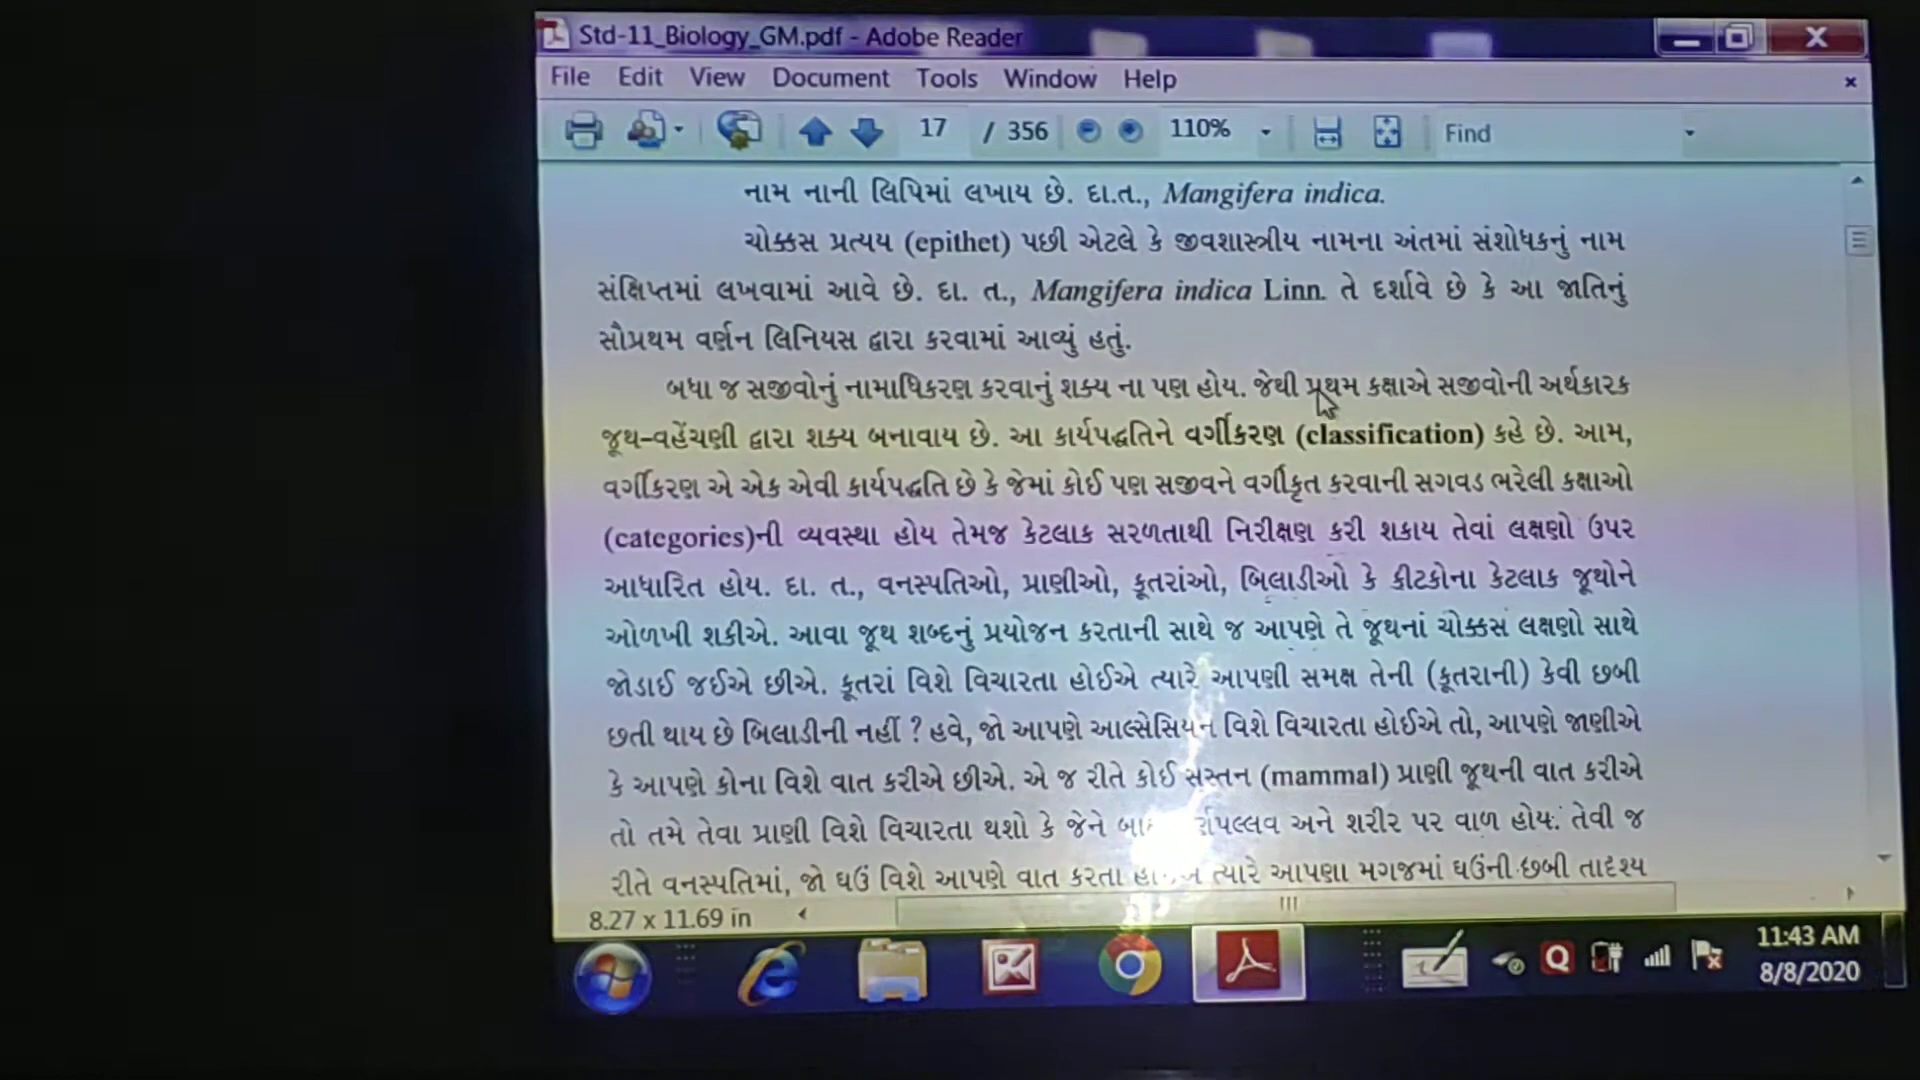 Std-11_Biology_GM.pdf - Adobe Reader
File Edit View Document Tools Window Help
17 / 356 110% Find
નામ નાની લિપિમાં લખાય છે. દા.ત., Mangifera indica.
ચોક્કસ પ્રત્યય (epithet) પછી એટલે કે જીવશાસ્ત્રીય નામના અંતમાં સંશોધકનું નામ
સંક્ષિપ્તમાં લખવામાં આવે છે. દા. ત., Mangifera indica Linn. તે દર્શાવે છે કે આ જાતિનું
સૌપ્રથમ વર્ણન લિનિયસ દ્વારા કરવામાં આવ્યું હતું.
બધા જ સજીવોનું નામાધિકરણ કરવાનું શક્ય ના પણ હોય. જેથી પ્રથમ કક્ષાએ સજીવોની અર્થકારક
જૂથ-વહેંચણી દ્વારા શક્ય બનાવાય છે. આ કાર્યપદ્ધતિને વર્ગીકરણ (classification) કહે છે. આમ,
વર્ગીકરણ એ એક એવી કાર્યપદ્ધતિ છે કે જેમાં કોઈ પણ સજીવને વર્ગીકૃત કરવાની સગવડ ભરેલી કક્ષાઓ
(categories)ની વ્યવસ્થા હોય તેમજ કેટલાક સરળતાથી નિરીક્ષણ કરી શકાય તેવાં લક્ષણો ઉપર
આધારિત હોય. દા. ત., વનસ્પતિઓ, પ્રાણીઓ, કૂતરાંઓ, બિલાડીઓ કે કીટકોના કેટલાક જૂથોને
ઓળખી શકીએ. આવા જૂથ શબ્દનું પ્રયોજન કરતાની સાથે જ આપણે તે જૂથનાં ચોક્કસ લક્ષણો સાથે
જોડાઈ જઈએ છીએ. કૂતરાં વિશે વિચારતા હોઈએ ત્યારે આપણી સમક્ષ તેની (કૂતરાની) કેવી છબી
છતી થાય છે બિલાડીની નહીં ? હવે, જો આપણે આલ્સેસિયન વિશે વિચારતા હોઈએ તો, આપણે જાણીએ
કે આપણે કોના વિશે વાત કરીએ છીએ. એ જ રીતે કોઈ સસ્તન (mammal) પ્રાણી જૂથની વાત કરીએ
તો તમે તેવા પ્રાણી વિશે વિચારતા થશો કે જેને અને શરીર પર વાળ હોય. તેવી જ
રીતે વનસ્પતિમાં, જો ઘઉં વિશે આપણે વાત કરતા ત્યારે આપણા મગજમાં ઘઉંની છબી તાદૃશ્ય
8.27 x 11.69 in
11:43 AM
8/8/2020